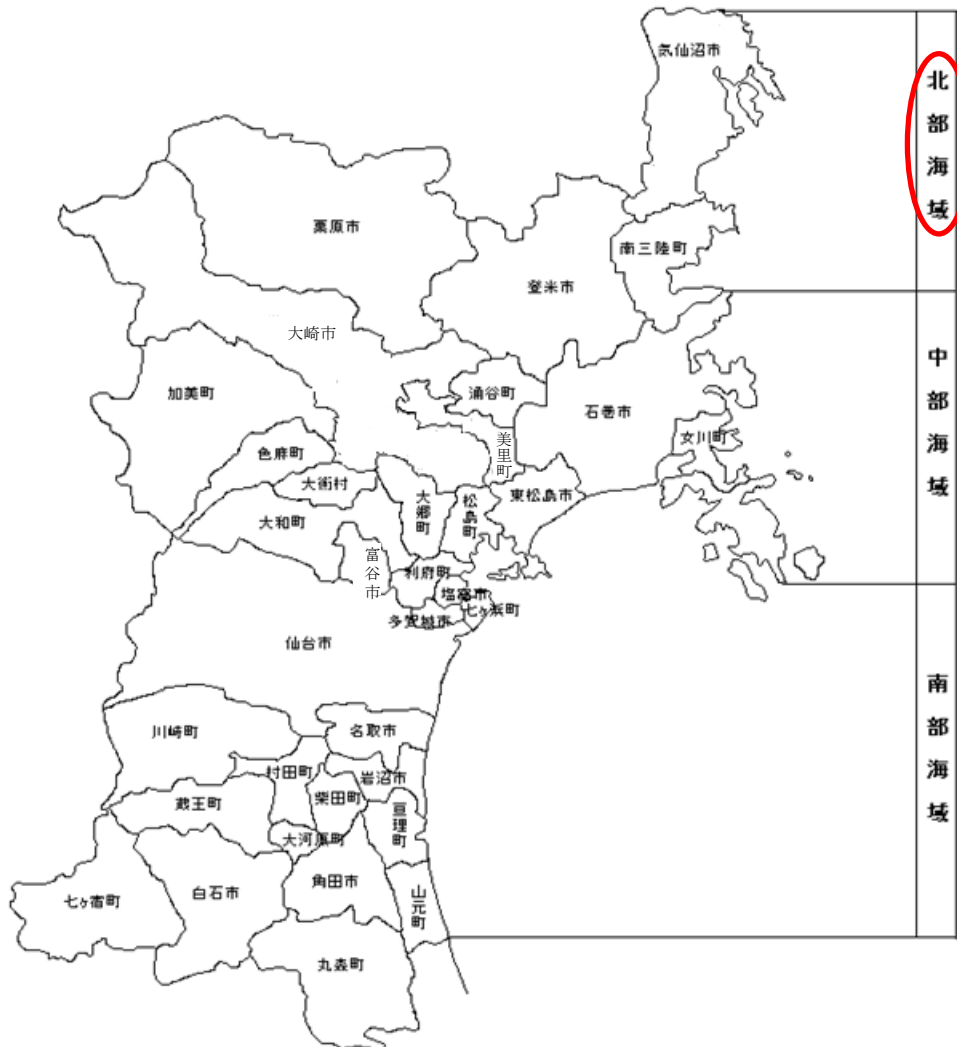 気仙沼市
北部海域
栗原市
南三陸町
登米市
大崎市
加美町
涌谷町
石巻市
中部海域
女川町
美里町
色麻町
大衡村
大郷町
松島町
東松島市
大和町
富谷市
利府町
塩竈市
七ヶ浜町
多賀城市
仙台市
南部海域
川崎町
名取市
村田町
岩沼市
柴田町
蔵王町
亘理町
大河原町
角田市
白石市
七ヶ宿町
山元町
丸森町